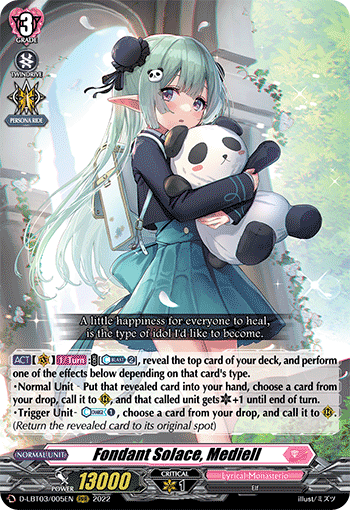 3
GRADE
TWINDRIVE
PERSONA RIDE
A little happiness for everyone to heal,
is the type of idol I'd like to become.
ACT 1/Turn : 2, reveal the top card of your deck, and perform
one of the effects below depending on that card's type.
•Normal Unit - Put that revealed card into your hand, choose a card from
your drop, call it to R, and that called unit gets +1 until end of turn.
•Trigger Unit - 1, choose a card from your drop, and call it to R.
(Return the revealed card to its original spot)
NORMAL UNIT
Fondant Solace, Mediell
POWER 13000
CRITICAL
1
Lyrical Monasterio
Elf
D-LBT03/005EN RRR 2022
illust/ミズツ